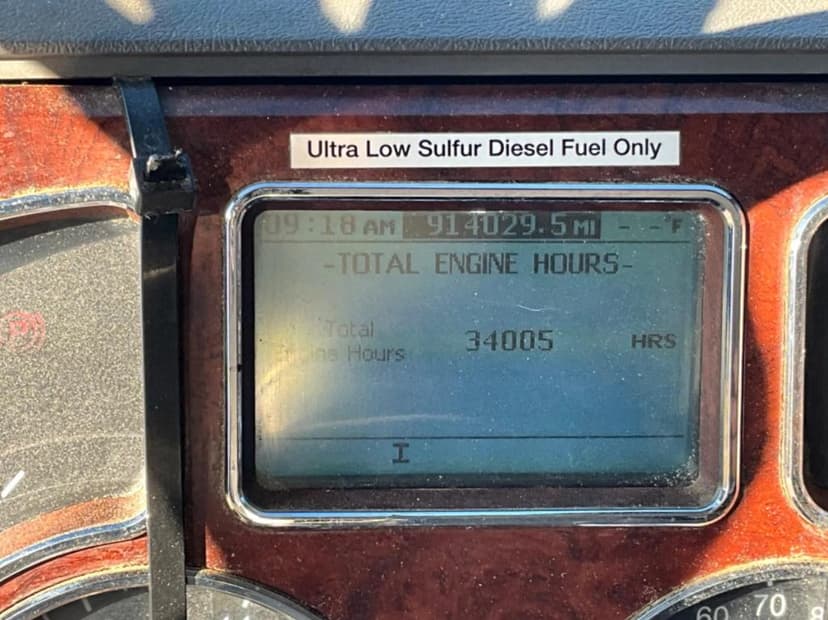 Ultra Low Sulfur Diesel Fuel Only
09:18 AM 914029.5 MI - - °F
-TOTAL ENGINE HOURS-
Total
Engine Hours 34005 HRS
I
60 70 8